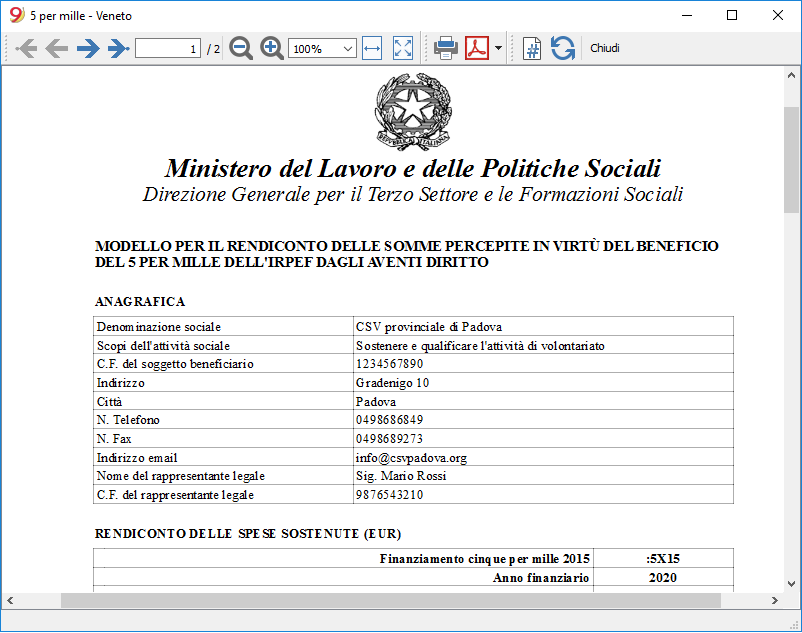 5 per mille - Veneto
1 / 2 100% Chiudi
REPVBBLICA ITALIANA
Ministero del Lavoro e delle Politiche Sociali
Direzione Generale per il Terzo Settore e le Formazioni Sociali
MODELLO PER IL RENDICONTO DELLE SOMME PERCEPITE IN VIRTÙ DEL BENEFICIO
DEL 5 PER MILLE DELL'IRPEF DAGLI AVENTI DIRITTO
ANAGRAFICA
Denominazione sociale CSV provinciale di Padova
Scopi dell'attività sociale Sostenere e qualificare l'attività di volontariato
C.F. del soggetto beneficiario 1234567890
Indirizzo Gradenigo 10
Città Padova
N. Telefono 0498686849
N. Fax 0498689273
Indirizzo email info@csvpadova.org
Nome del rappresentante legale Sig. Mario Rossi
C.F. del rappresentante legale 9876543210
RENDICONTO DELLE SPESE SOSTENUTE (EUR)
Finanziamento cinque per mille 2015 :5X15
Anno finanziario 2020